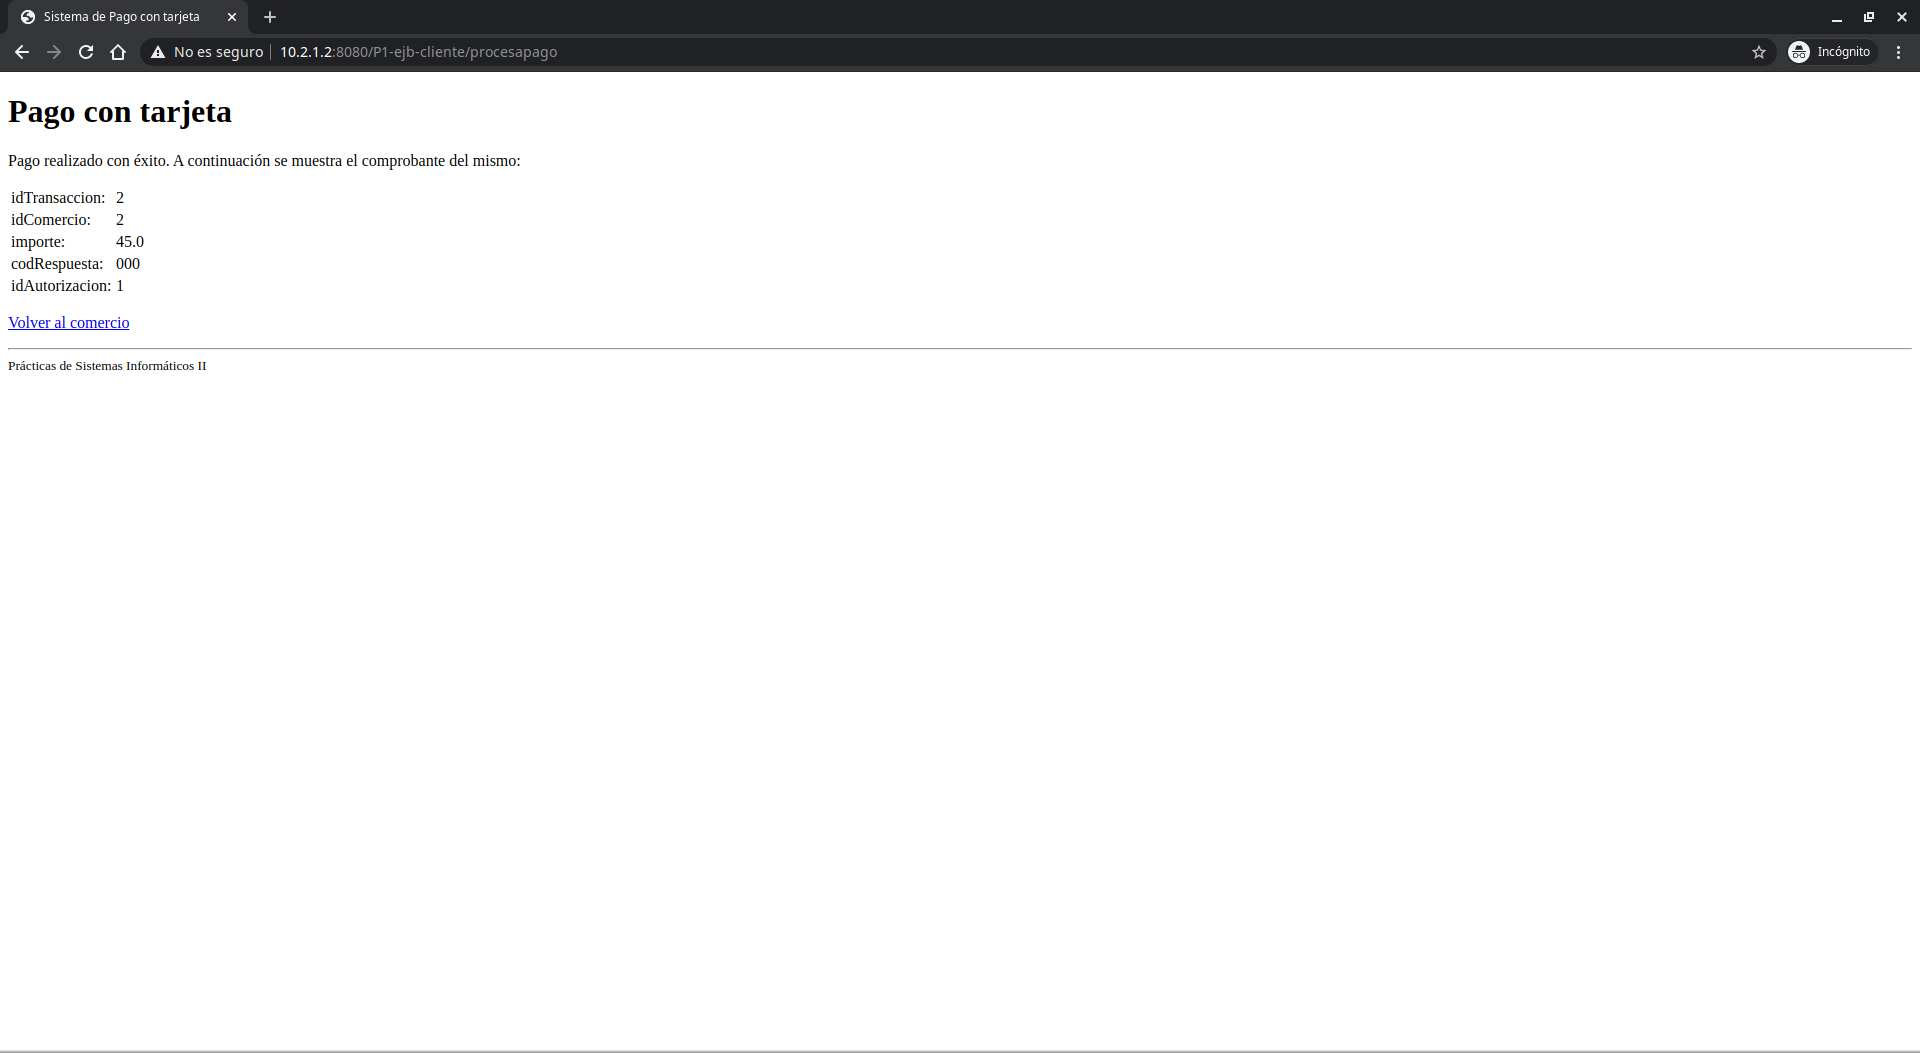 Sistema de Pago con tarjeta
No es seguro 10.2.1.2:8080/P1-ejb-cliente/procesapago
Incógnito
Pago con tarjeta
Pago realizado con éxito. A continuación se muestra el comprobante del mismo:
idTransaccion: 2
idComercio: 2
importe: 45.0
codRespuesta: 000
idAutorizacion: 1
Volver al comercio
Prácticas de Sistemas Informáticos II